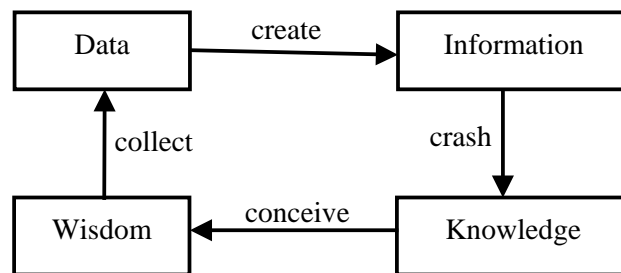 Data
create
Information
collect
crash
Wisdom
conceive
Knowledge